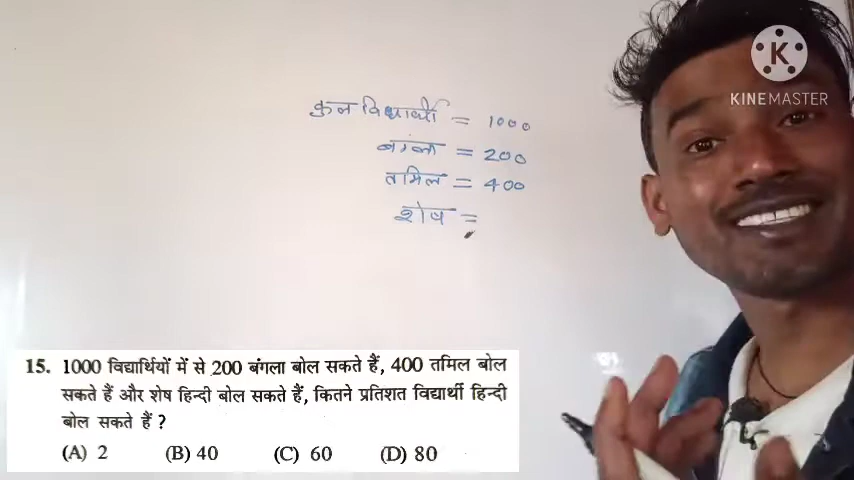 KINEMASTER
कुल विद्यार्थी = 1000
बंग्ला = 200
तमिल = 400
शेष =
15. 1000 विद्यार्थियों में से 200 बंगला बोल सकते हैं, 400 तमिल बोल
सकते हैं और शेष हिन्दी बोल सकते हैं, कितने प्रतिशत विद्यार्थी हिन्दी
बोल सकते हैं ?
(A) 2 (B) 40 (C) 60 (D) 80